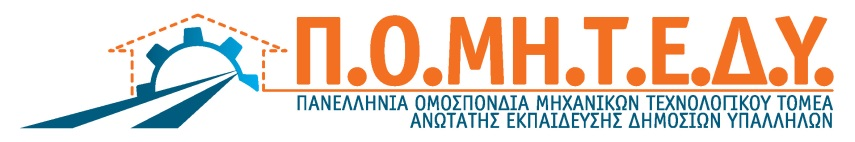 Π.Ο.ΜΗ.Τ.Ε.Δ.Υ.
ΠΑΝΕΛΛΗΝΙΑ ΟΜΟΣΠΟΝΔΙΑ ΜΗΧΑΝΙΚΩΝ ΤΕΧΝΟΛΟΓΙΚΟΥ ΤΟΜΕΑ
ΑΝΩΤΑΤΗΣ ΕΚΠΑΙΔΕΥΣΗΣ ΔΗΜΟΣΙΩΝ ΥΠΑΛΛΗΛΩΝ